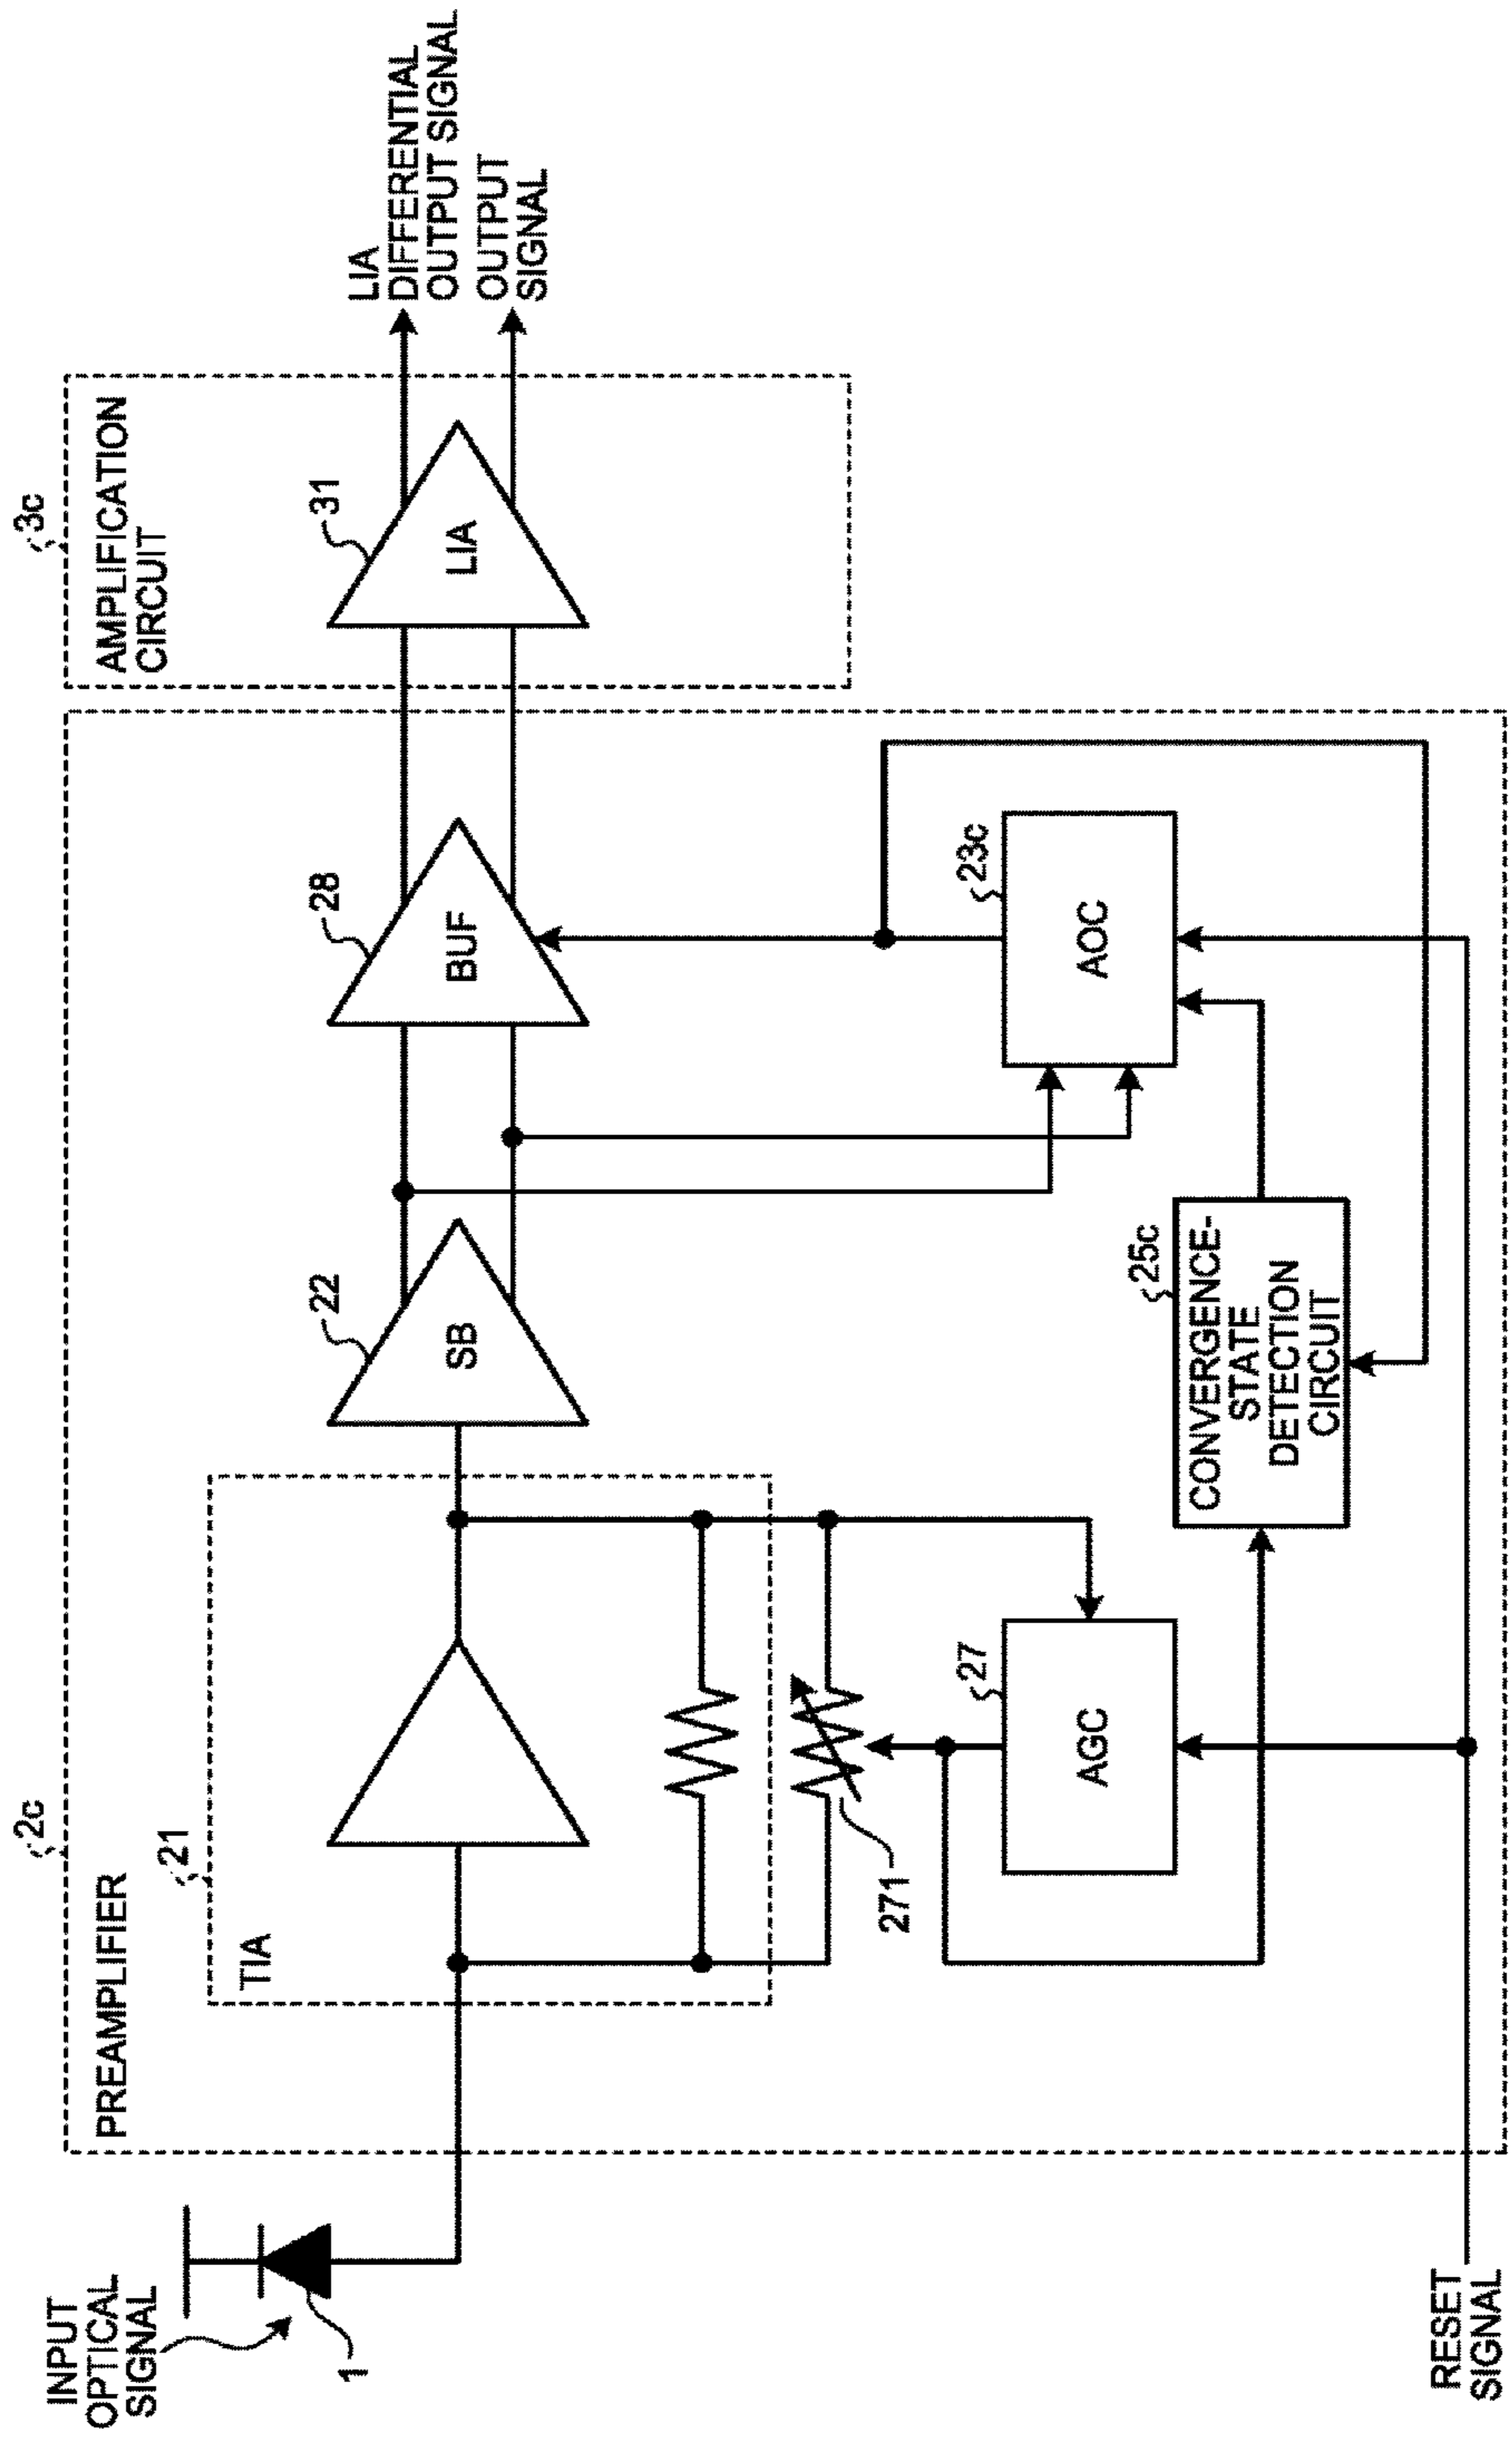 INPUT
OPTICAL
SIGNAL
1
2c
PREAMPLIFIER
21
TIA
22
SB
28
BUF
3c
AMPLIFICATION
CIRCUIT
31
LIA
LIA
DIFFERENTIAL
OUTPUT SIGNAL
OUTPUT
SIGNAL
271
27
AGC
25c
CONVERGENCE-
STATE
DETECTION
CIRCUIT
23c
AOC
RESET
SIGNAL